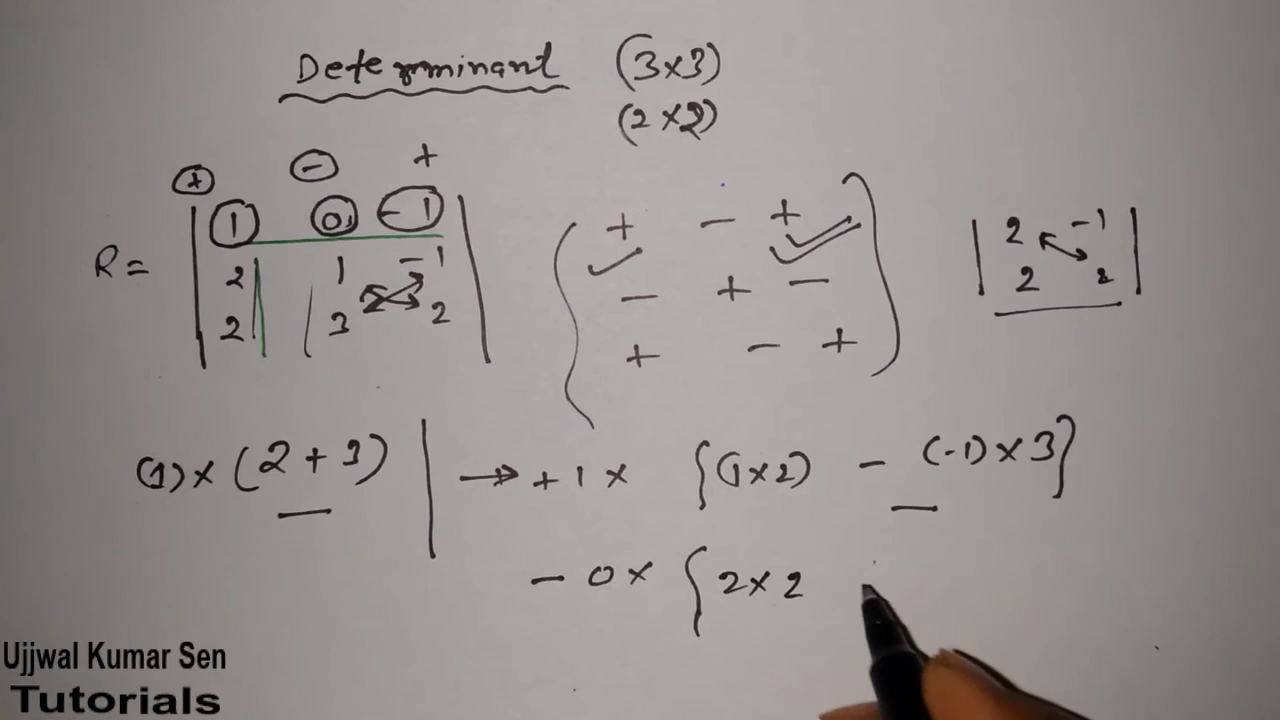 Determinant (3×3)
(2×2)
+ - +
R = | 1 0 -1 |
| 2 1 -1 |
| 2 3 2 |
+ - +
- + -
+ - +
| 2 -1 |
| 2 2 |
(1)× (2+3) → +1× {(1×2) - (-1)×3}
- 0× { 2×2
Ujjwal Kumar Sen
Tutorials